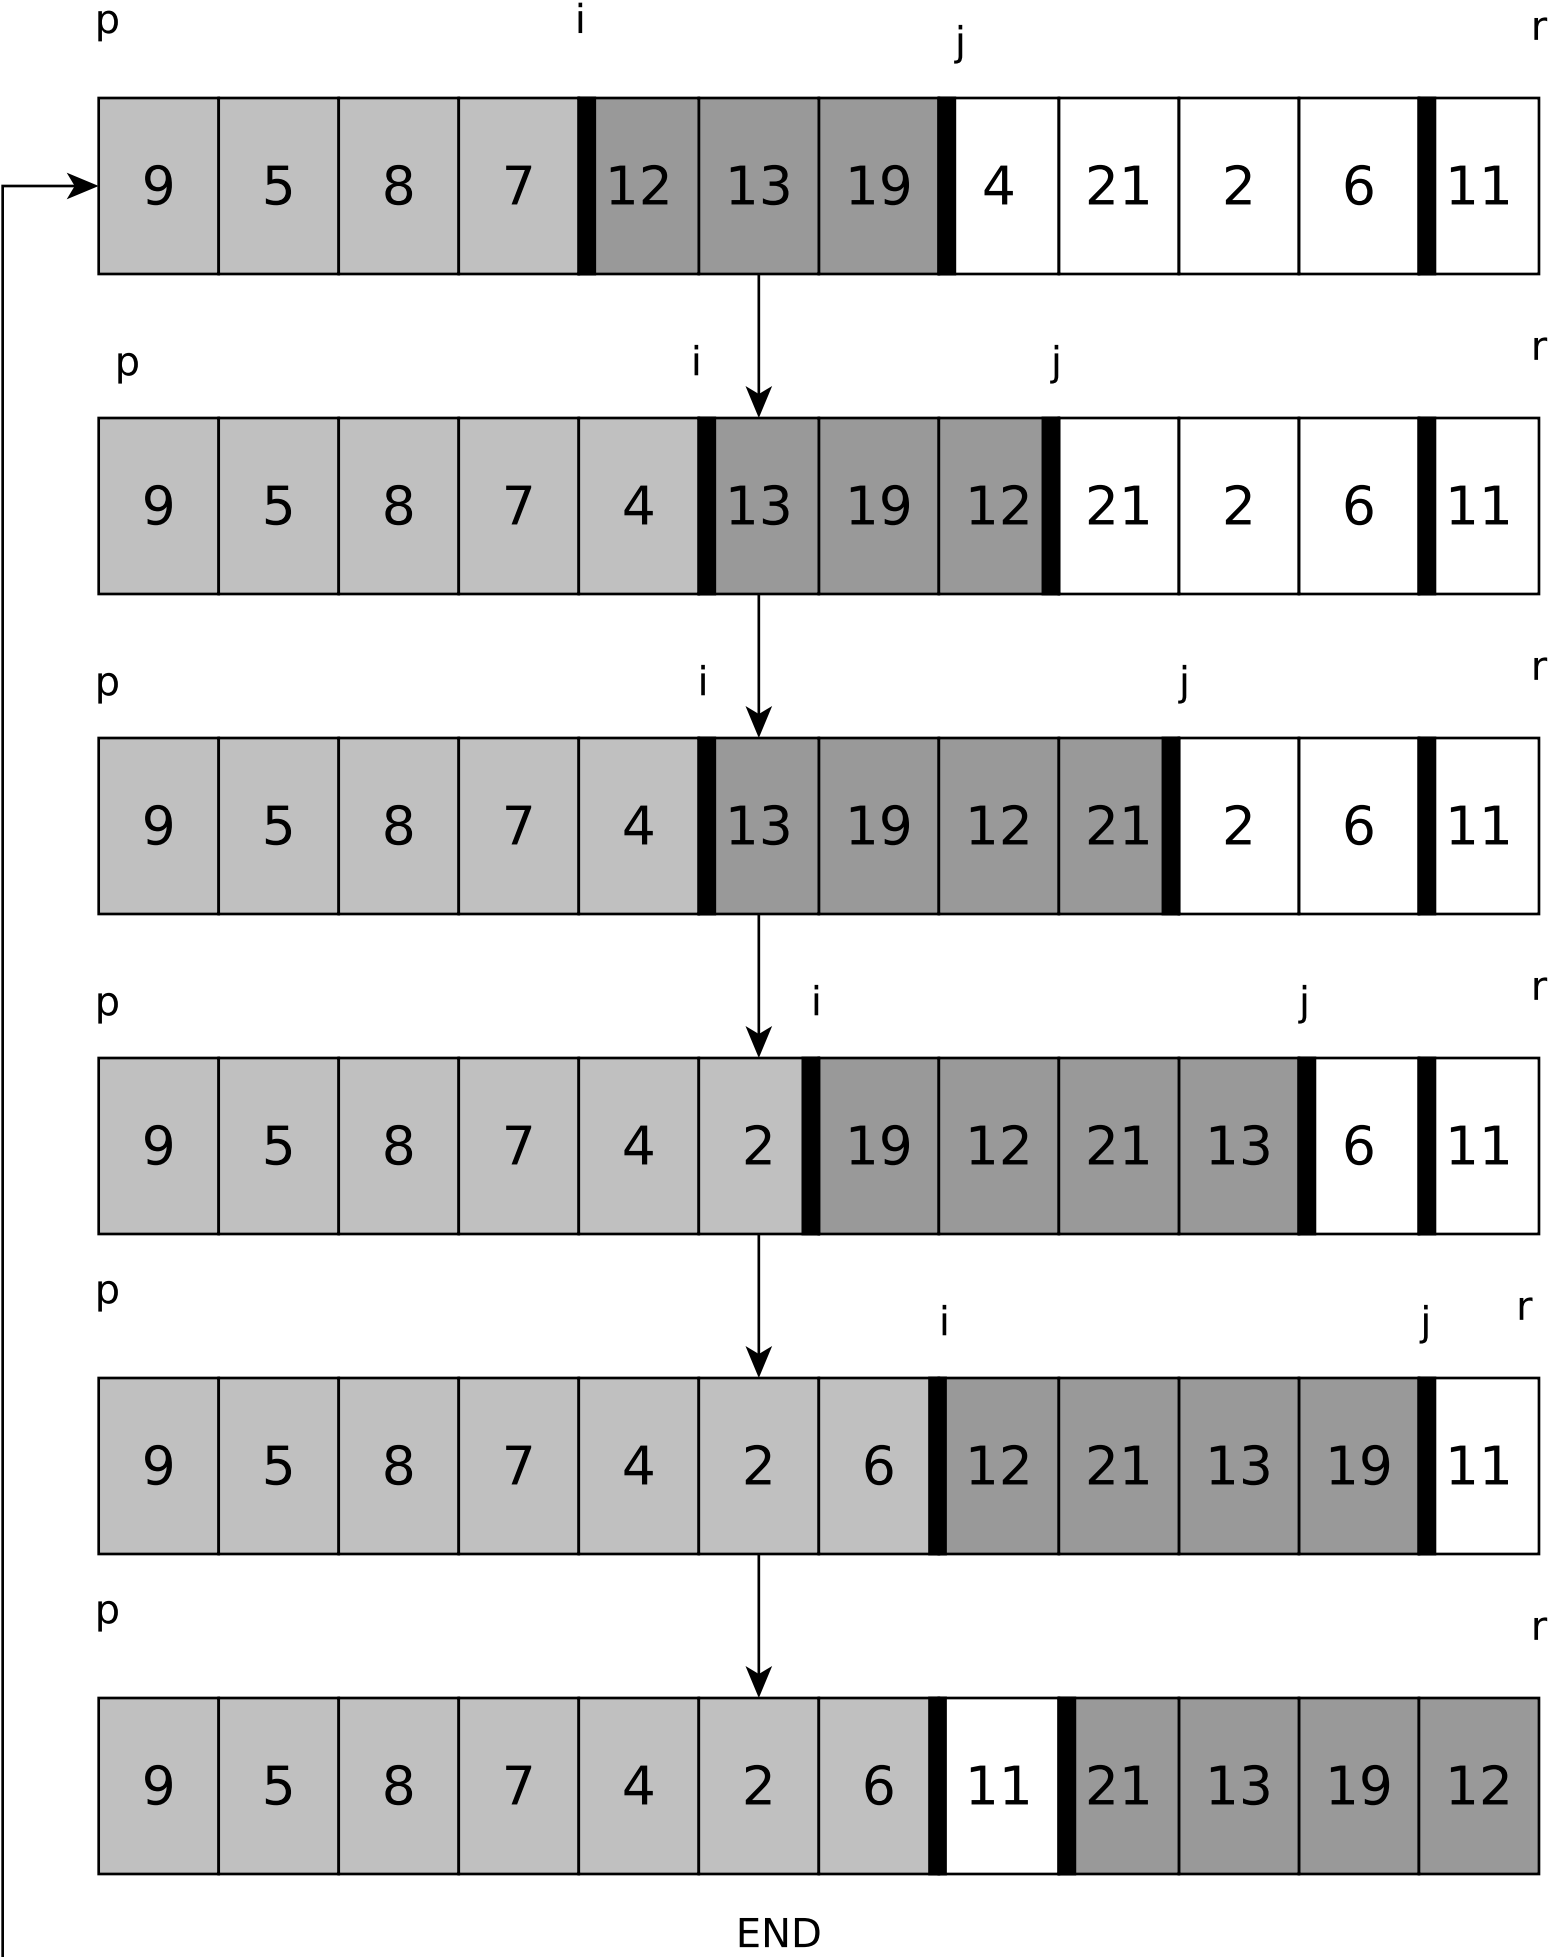 p i j r
9 5 8 7 12 13 19 4 21 2 6 11
p i j r
9 5 8 7 4 13 19 12 21 2 6 11
p i j r
9 5 8 7 4 13 19 12 21 2 6 11
p i j r
9 5 8 7 4 2 19 12 21 13 6 11
p i j r
9 5 8 7 4 2 6 12 21 13 19 11
p r
9 5 8 7 4 2 6 11 21 13 19 12
END